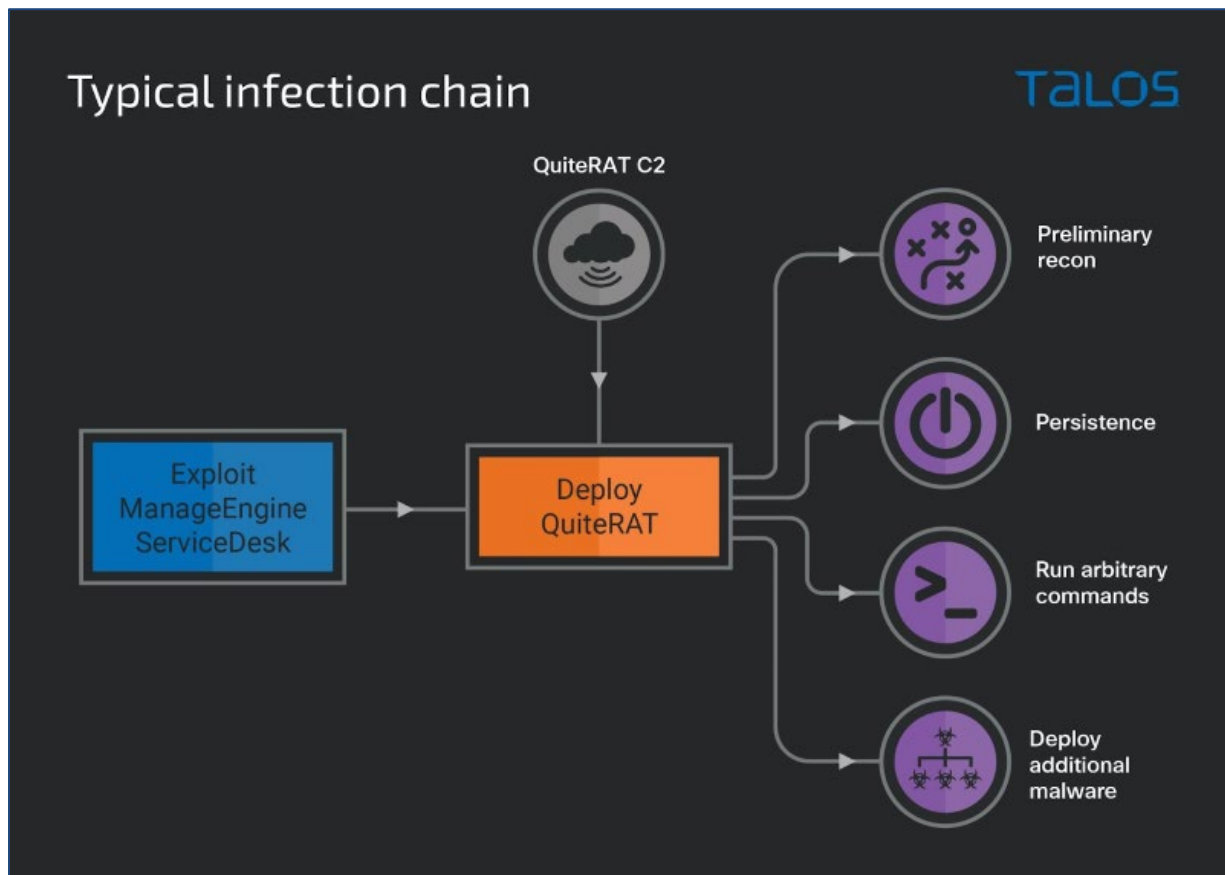 Typical infection chain
TALOS
QuiteRAT C2
Preliminary
recon
Persistence
Exploit
ManageEngine
ServiceDesk
Deploy
QuiteRAT
Run arbitrary
commands
Deploy
additional
malware